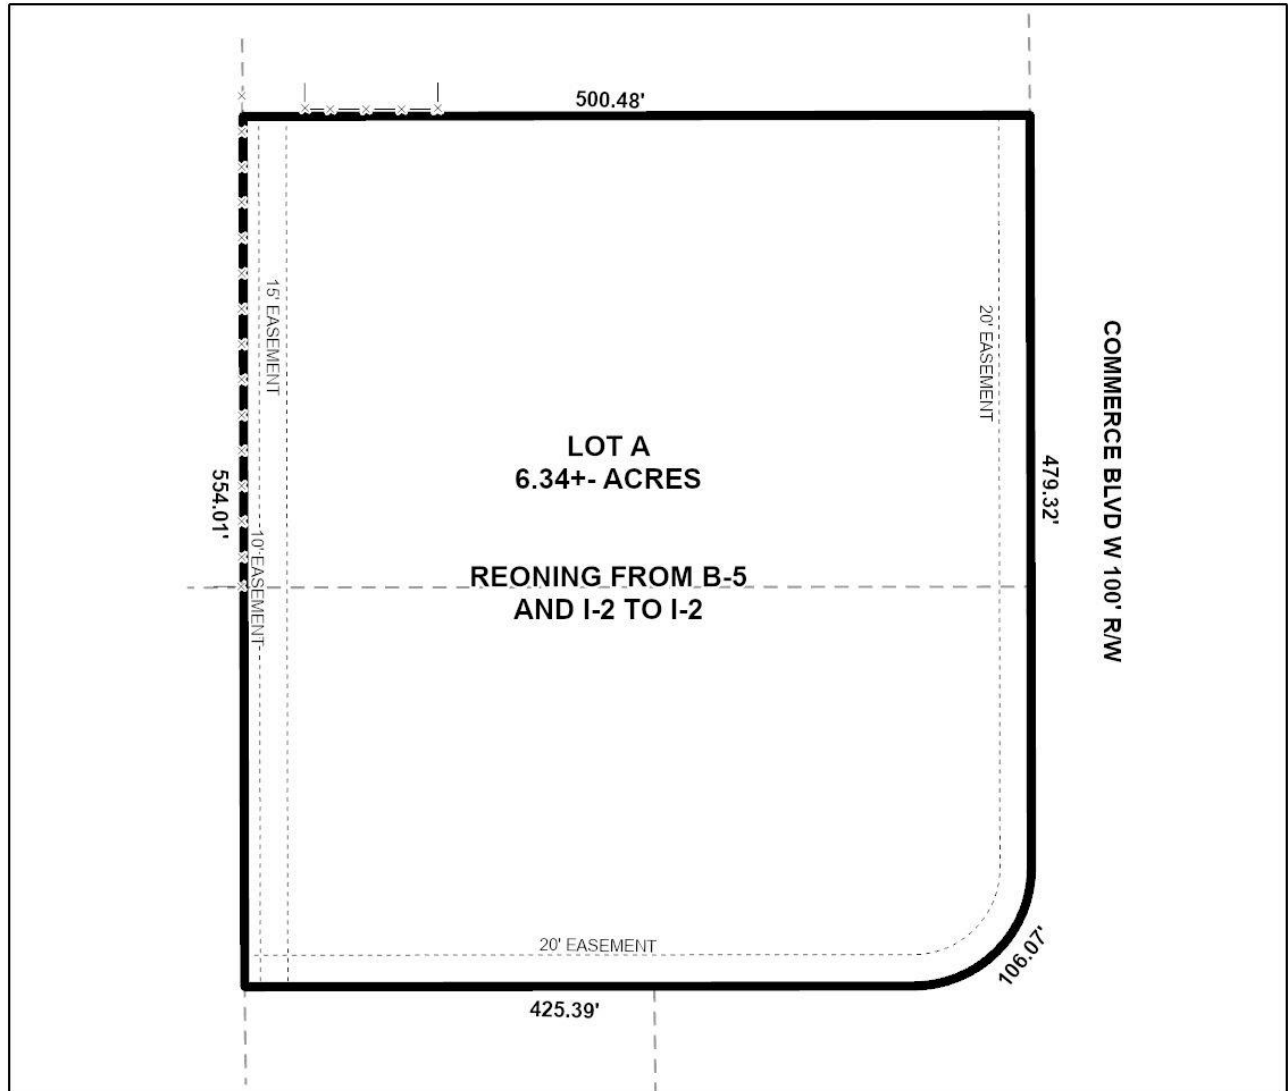 500.48'
15' EASEMENT
20' EASEMENT
COMMERCE BLVD W 100' R/W
LOT A
6.34+- ACRES
554.01'
479.32'
10' EASEMENT
REONING FROM B-5
AND I-2 TO I-2
20' EASEMENT
106.07'
425.39'